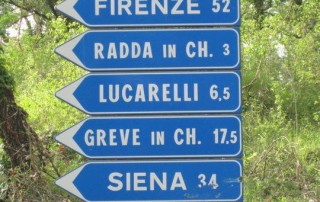 FIRENZE 52
RADDA IN CH. 3
LUCARELLI 6,5
GREVE IN CH. 17.5
SIENA 34